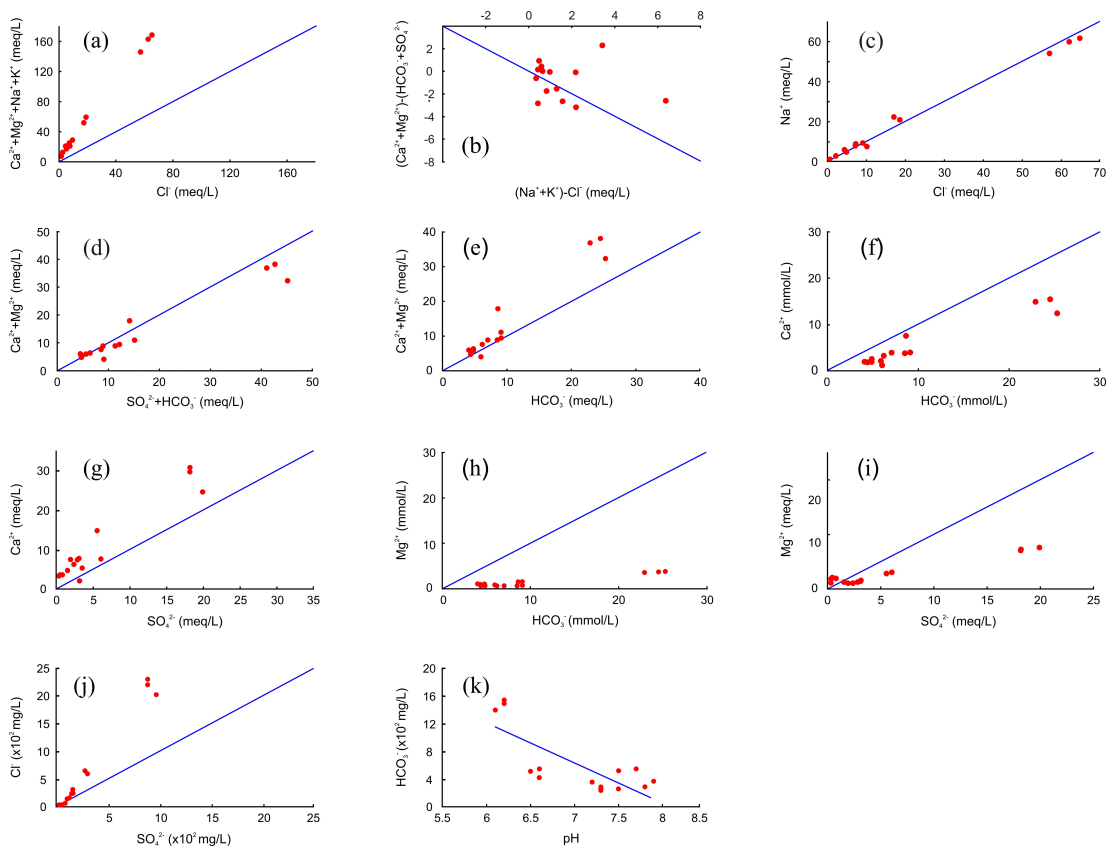 (a)
Ca²⁺+Mg²⁺+Na⁺+K⁺ (meq/L)
160
120
80
40
0
0 40 80 120 160
Cl⁻ (meq/L)
(b)
-2 0 2 4 6 8
(Ca²⁺+Mg²⁺)-(HCO₃⁻+SO₄²⁻)
2
0
-2
-4
-6
-8
(Na⁺+K⁺)-Cl⁻ (meq/L)
(c)
Na⁺ (meq/L)
60
40
20
0
0 10 20 30 40 50 60 70
Cl⁻ (meq/L)
(d)
Ca²⁺+Mg²⁺ (meq/L)
50
40
30
20
10
0
0 10 20 30 40 50
SO₄²⁻+HCO₃⁻ (meq/L)
(e)
Ca²⁺+Mg²⁺ (meq/L)
40
30
20
10
0
0 10 20 30 40
HCO₃⁻ (meq/L)
(f)
Ca²⁺ (mmol/L)
30
20
10
0
0 10 20 30
HCO₃⁻ (mmol/L)
(g)
Ca²⁺ (meq/L)
30
20
10
0
0 5 10 15 20 25 30 35
SO₄²⁻ (meq/L)
(h)
Mg²⁺ (mmol/L)
30
20
10
0
0 10 20 30
HCO₃⁻ (mmol/L)
(i)
Mg²⁺ (meq/L)
20
10
0
0 5 10 15 20 25
SO₄²⁻ (meq/L)
(j)
Cl⁻ (x10² mg/L)
25
20
15
10
5
0
0 5 10 15 20 25
SO₄²⁻ (x10² mg/L)
(k)
HCO₃⁻ (x10² mg/L)
20
16
12
8
4
0
5.5 6 6.5 7 7.5 8 8.5
pH